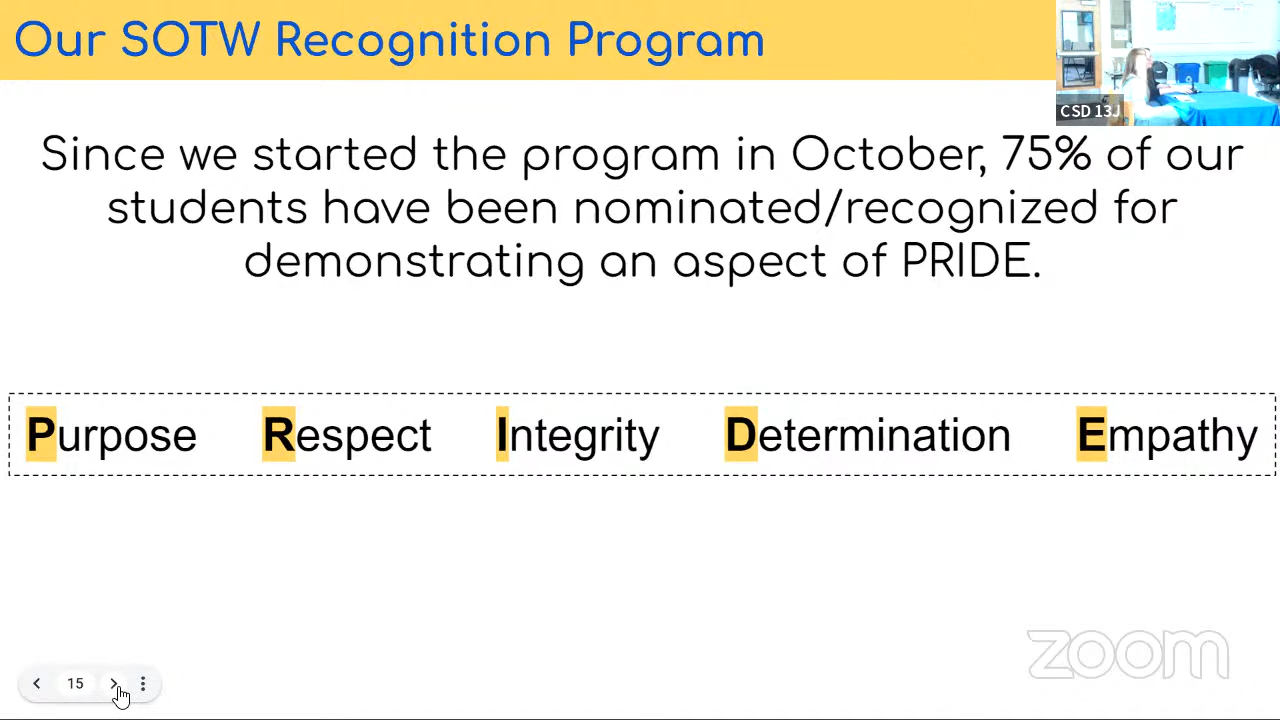 Our SOTW Recognition Program
CSD 13J
Since we started the program in October, 75% of our
students have been nominated/recognized for
demonstrating an aspect of PRIDE.
Purpose Respect Integrity Determination Empathy
zoom
15